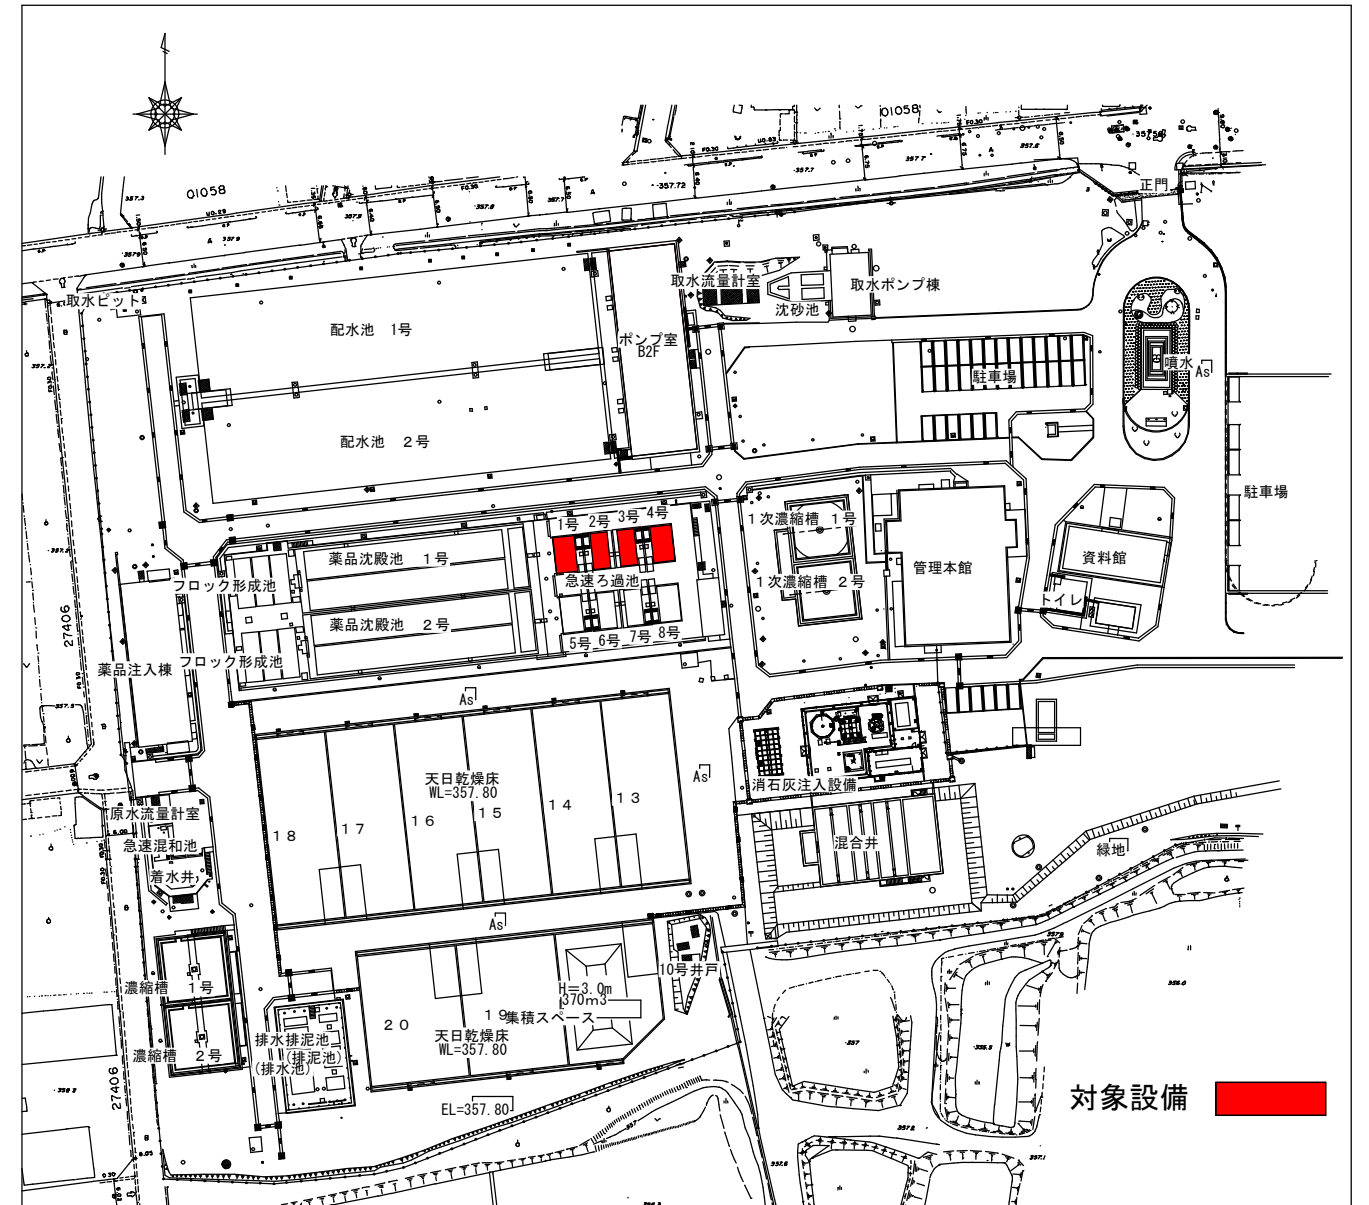 01058
01058
正門
取水ピット
取水流量計室
取水ポンプ棟
沈砂池
配水池　1号
ポンプ室
B2F
駐車場
噴水
As
配水池　2号
駐車場
1号
2号
3号
4号
1次濃縮槽　1号
薬品沈殿池　1号
管理本館
資料館
フロック形成池
急速ろ過池
1次濃縮槽　2号
トイレ
27406
薬品沈殿池　2号
5号
6号
7号
8号
薬品注入棟
フロック形成池
As
As
天日乾燥床
WL=357.80
消石灰注入設備
18
17
16
15
14
13
原水流量計室
急速混和池
混合井
緑地
着水井
As
10号井戸
濃縮槽　1号
H=3.0m
370m3
集積スペース
20
19
天日乾燥床
WL=357.80
排水排泥池
(排泥池)
(排水池)
濃縮槽　2号
27406
EL=357.80
対象設備